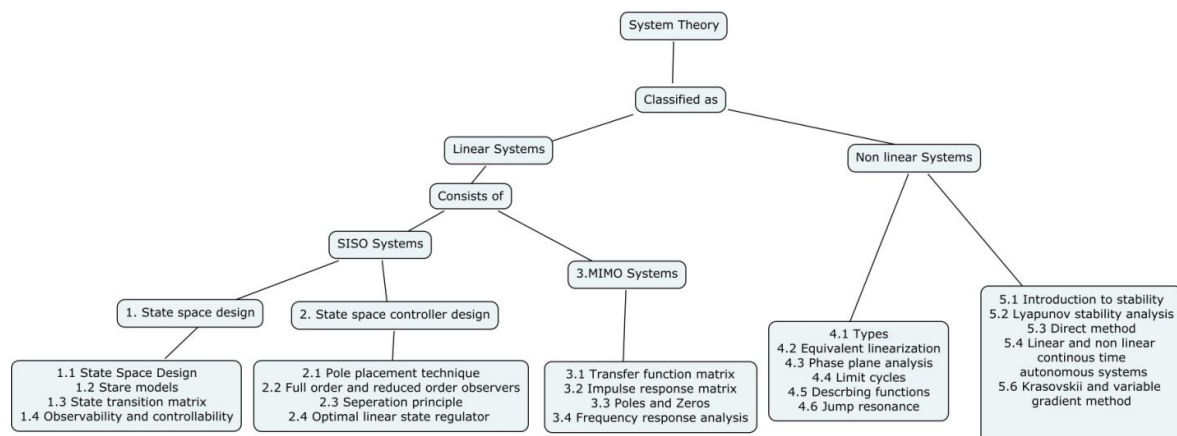 System Theory
Classified as
Linear Systems
Non linear Systems
Consists of
SISO Systems
3.MIMO Systems
1. State space design
2. State space controller design
1.1 State Space Design
1.2 Stare models
1.3 State transition matrix
1.4 Observability and controllability
2.1 Pole placement technique
2.2 Full order and reduced order observers
2.3 Seperation principle
2.4 Optimal linear state regulator
3.1 Transfer function matrix
3.2 Impulse response matrix
3.3 Poles and Zeros
3.4 Frequency response analysis
4.1 Types
4.2 Equivalent linearization
4.3 Phase plane analysis
4.4 Limit cycles
4.5 Descrbing functions
4.6 Jump resonance
5.1 Introduction to stability
5.2 Lyapunov stability analysis
5.3 Direct method
5.4 Linear and non linear
continous time
autonomous systems
5.6 Krasovskii and variable
gradient method